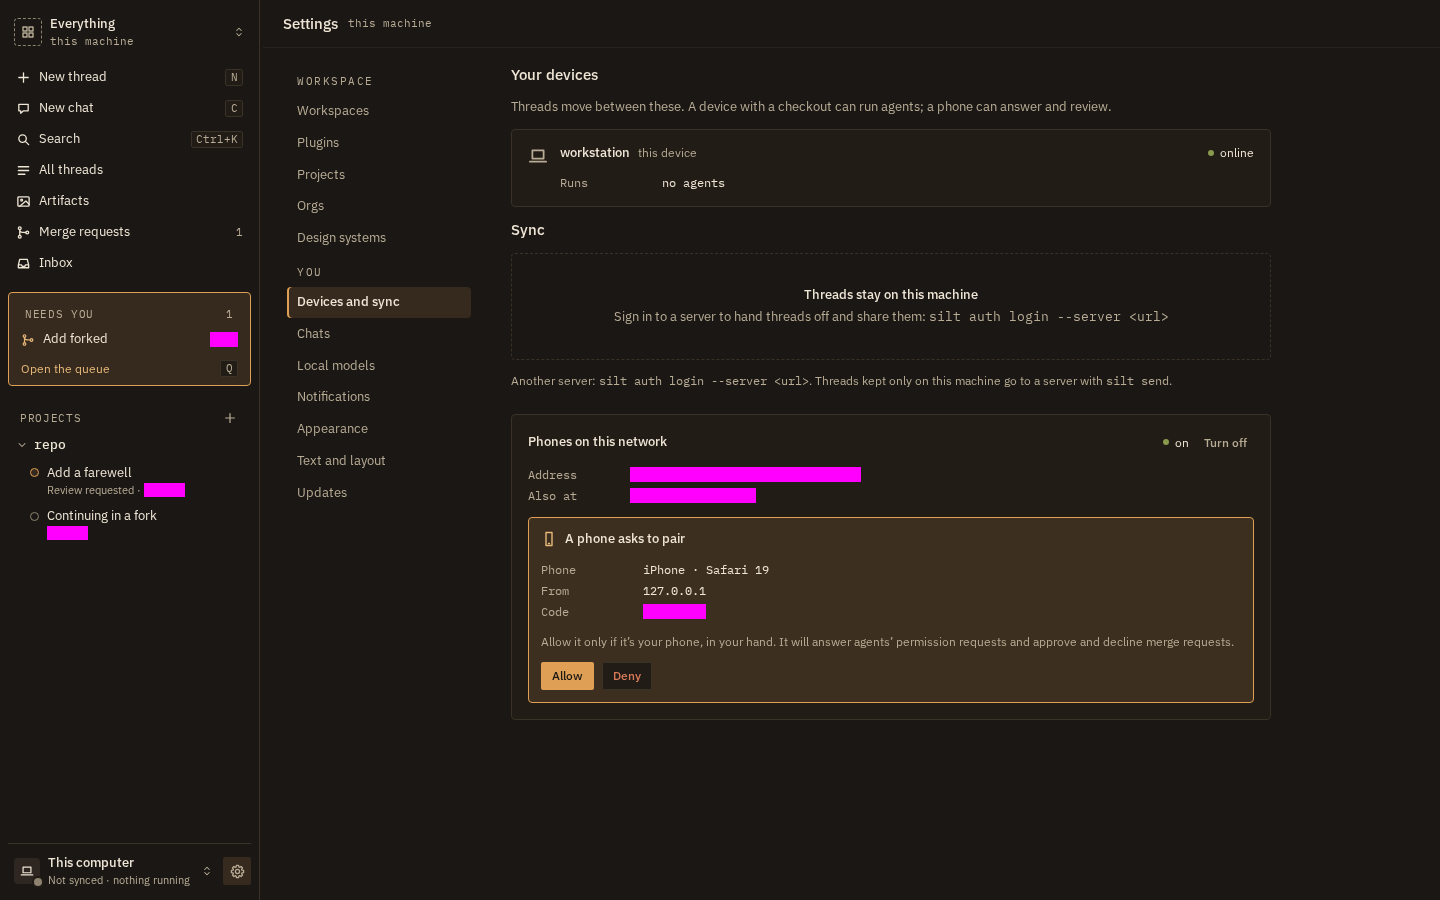 Everything
this machine
New thread N
New chat C
Search Ctrl+K
All threads
Artifacts
Merge requests 1
Inbox
NEEDS YOU 1
Add forked
Open the queue Q
PROJECTS
repo
Add a farewell
Review requested ·
Continuing in a fork
This computer
Not synced · nothing running
Settings this machine
WORKSPACE
Workspaces
Plugins
Projects
Orgs
Design systems
YOU
Devices and sync
Chats
Local models
Notifications
Appearance
Text and layout
Updates
Your devices
Threads move between these. A device with a checkout can run agents; a phone can answer and review.
workstation this device online
Runs no agents
Sync
Threads stay on this machine
Sign in to a server to hand threads off and share them: silt auth login --server <url>
Another server: silt auth login --server <url>. Threads kept only on this machine go to a server with silt send.
Phones on this network on Turn off
Address
Also at
A phone asks to pair
Phone iPhone · Safari 19
From 127.0.0.1
Code
Allow it only if it's your phone, in your hand. It will answer agents' permission requests and approve and decline merge requests.
Allow Deny